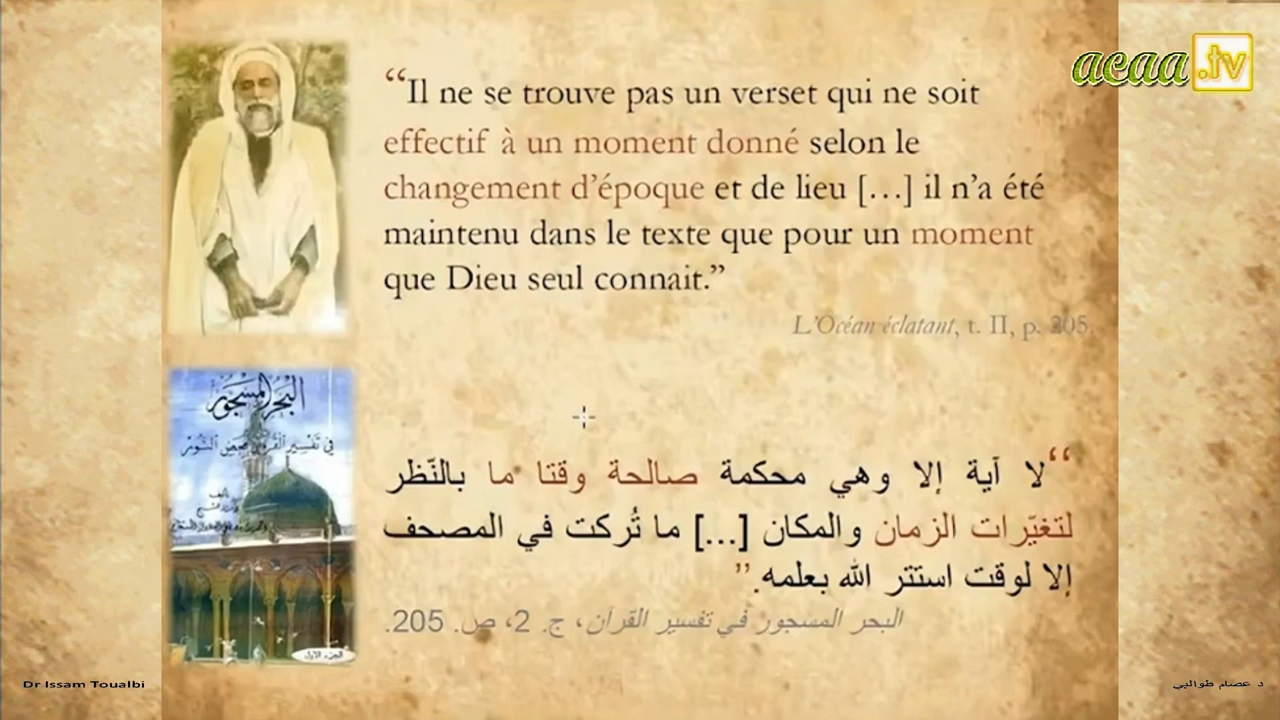 acaa.tv
“Il ne se trouve pas un verset qui ne soit
effectif à un moment donné selon le
changement d’époque et de lieu […] il n’a été
maintenu dans le texte que pour un moment
que Dieu seul connait.”
L’Océan éclatant, t. II, p. 205.
البحر المسجور
في تفسير القرآن بمحض النور
“لا آية إلا وهي محكمة صالحة وقتا ما بالنّظر
لتغيّرات الزمان والمكان [...] ما تُركت في المصحف
إلا لوقت استتر الله بعلمه.”
البحر المسجور في تفسير القرآن، ج. 2، ص. 205.
الجزء الأول
Dr Issam Toualbi
د عصام طوالبي